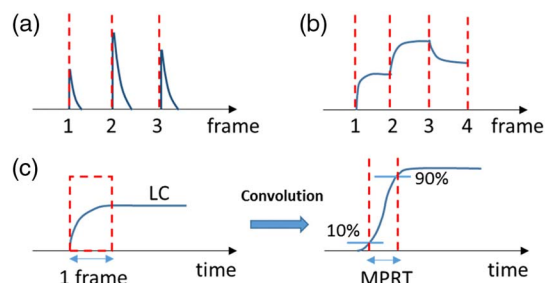 (a)
1 2 3 frame
(b)
1 2 3 4 frame
(c)
LC
1 frame
time
Convolution
90%
10%
MPRT
time